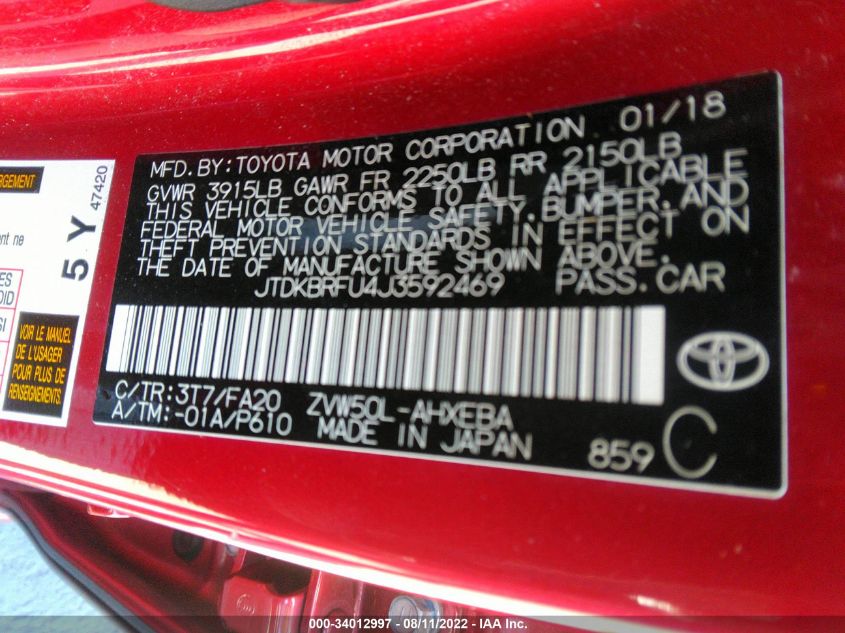 MFD. BY: TOYOTA MOTOR CORPORATION 01/18
GVWR 3915LB GAWR FR 2250LB RR 2150LB
THIS VEHICLE CONFORMS TO ALL APPLICABLE
FEDERAL MOTOR VEHICLE SAFETY, BUMPER, AND
THEFT PREVENTION STANDARDS IN EFFECT ON
THE DATE OF MANUFACTURE SHOWN ABOVE.
JTDKBRFU4J3592469 PASS. CAR
C/TR: 3T7/FA20 ZVW50L-AHXEBA
A/TM: -01A/P610 MADE IN JAPAN
859 C
5 Y
47420
VOIR LE MANUEL
DE L'USAGER
POUR PLUS DE
RENSEIGNEMENTS.
000-34012997 - 08/11/2022 - IAA Inc.